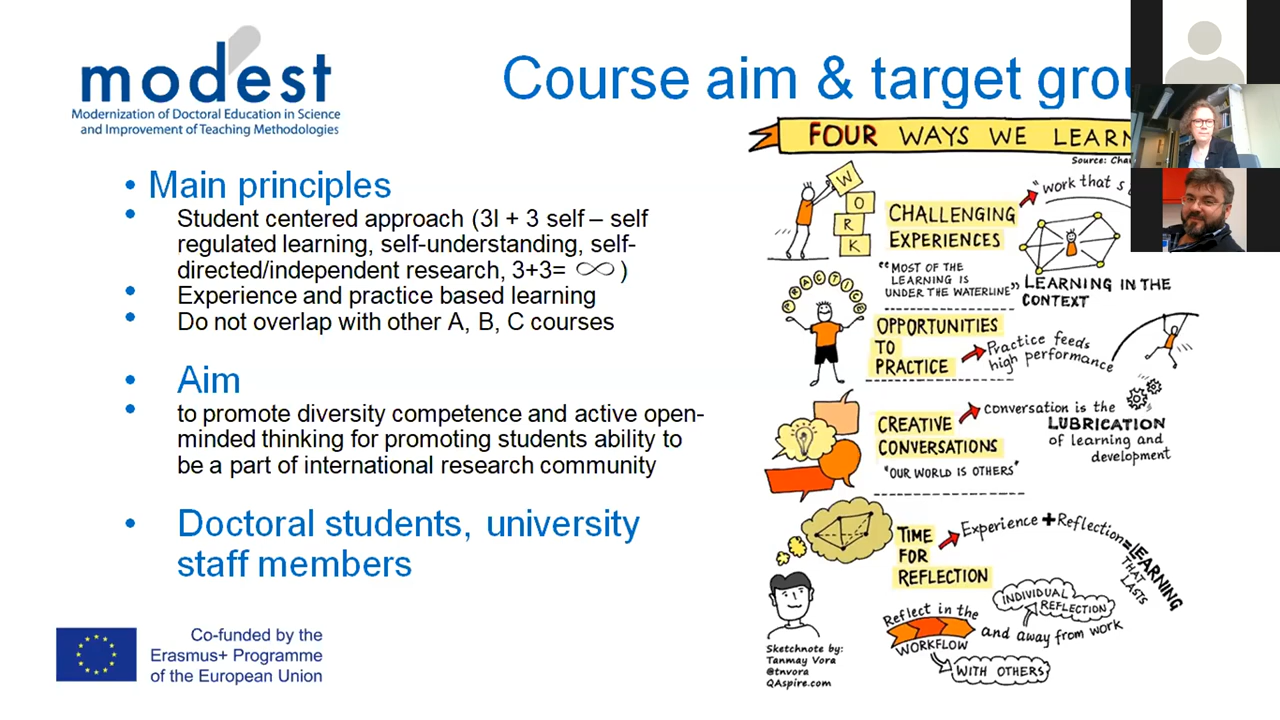 modest
Modernization of Doctoral Education in Science
and Improvement of Teaching Methodologies
Course aim & target
• Main principles
• Student centered approach (3I + 3 self – self
regulated learning, self-understanding, self-
directed/independent research, 3+3= ∞ )
• Experience and practice based learning
• Do not overlap with other A, B, C courses
• Aim
• to promote diversity competence and active open-
minded thinking for promoting students ability to
be a part of international research community
• Doctoral students, university
staff members
Co-funded by the
Erasmus+ Programme
of the European Union
FOUR WAYS WE LEARN
Source:
WORK
CHALLENGING
EXPERIENCES
"work that
"MOST OF THE
LEARNING IS
UNDER THE WATERLINE"
LEARNING IN THE
CONTEXT
PRACTICE
OPPORTUNITIES
TO
PRACTICE
Practice feeds
high performance
CREATIVE
CONVERSATIONS
"OUR WORLD IS OTHERS"
Conversation is the
LUBRICATION
of learning and
development
TIME
FOR
REFLECTION
Experience + Reflection = LEARNING
THAT
LASTS
Reflect in the
WORKFLOW
and away from work
INDIVIDUAL
REFLECTION
WITH OTHERS
Sketchnote by:
Tanmay Vora
@tnvora
QAspire.com